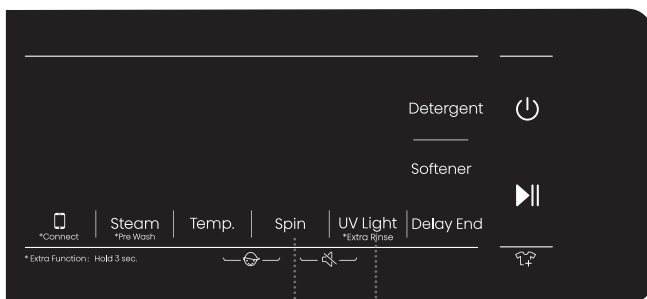 Detergent
Softener
Steam Temp. Spin UV Light Delay End
*Connect *Pre Wash *Extra Rinse
* Extra Function: Hold 3 sec.